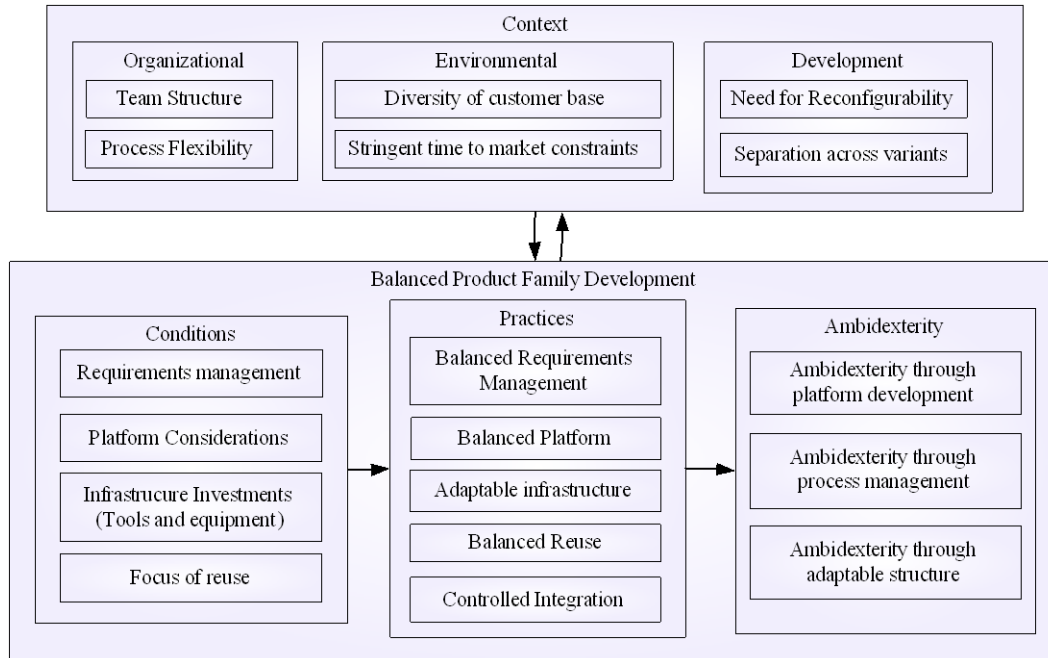 Context
Organizational
Team Structure
Process Flexibility
Environmental
Diversity of customer base
Stringent time to market constraints
Development
Need for Reconfigurability
Separation across variants
Balanced Product Family Development
Conditions
Requirements management
Platform Considerations
Infrastrucure Investments
(Tools and equipment)
Focus of reuse
Practices
Balanced Requirements
Management
Balanced Platform
Adaptable infrastructure
Balanced Reuse
Controlled Integration
Ambidexterity
Ambidexterity through
platform development
Ambidexterity through
process management
Ambidexterity through
adaptable structure